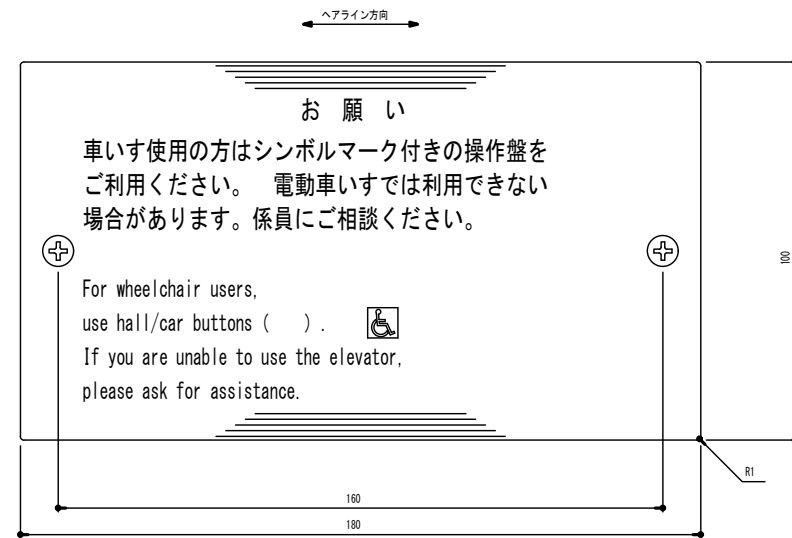 ヘアライン方向
お 願 い
車いす使用の方はシンボルマーク付きの操作盤を
ご利用ください。　電動車いすでは利用できない
場合があります。係員にご相談ください。
100
For wheelchair users,
use hall/car buttons (    ) .
If you are unable to use the elevator,
please ask for assistance.
R1
160
180